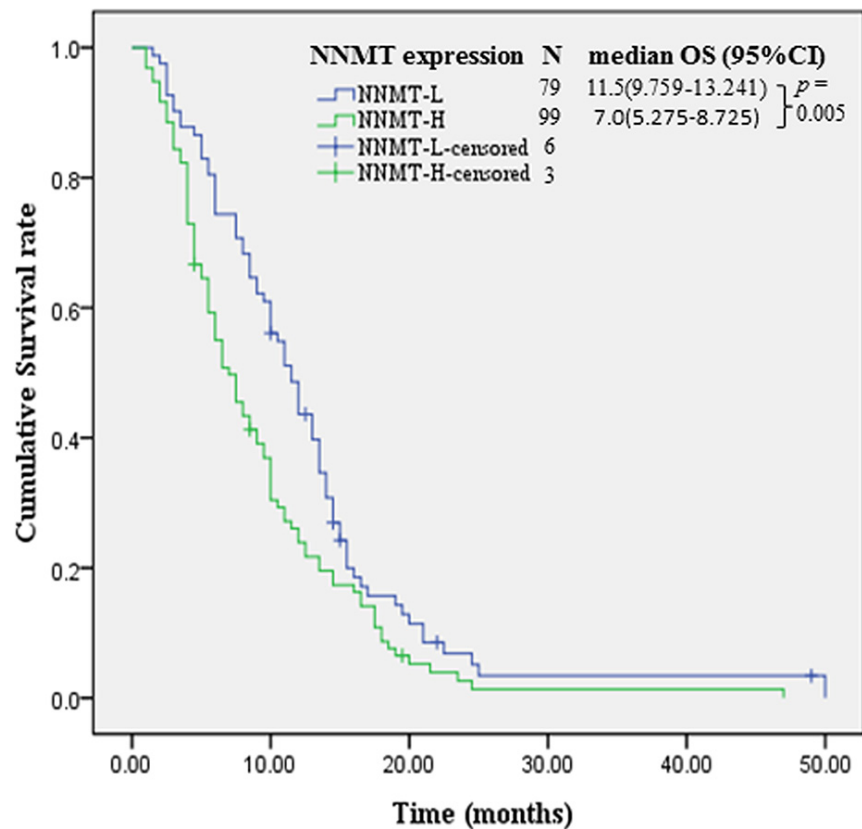 NNMT expression N median OS (95%CI)
NNMT-L 79 11.5(9.759-13.241) p =
NNMT-H 99 7.0(5.275-8.725) 0.005
NNMT-L-censored 6
NNMT-H-censored 3
Cumulative Survival rate
1.0
0.8
0.6
0.4
0.2
0.0
0.00 10.00 20.00 30.00 40.00 50.00
Time (months)